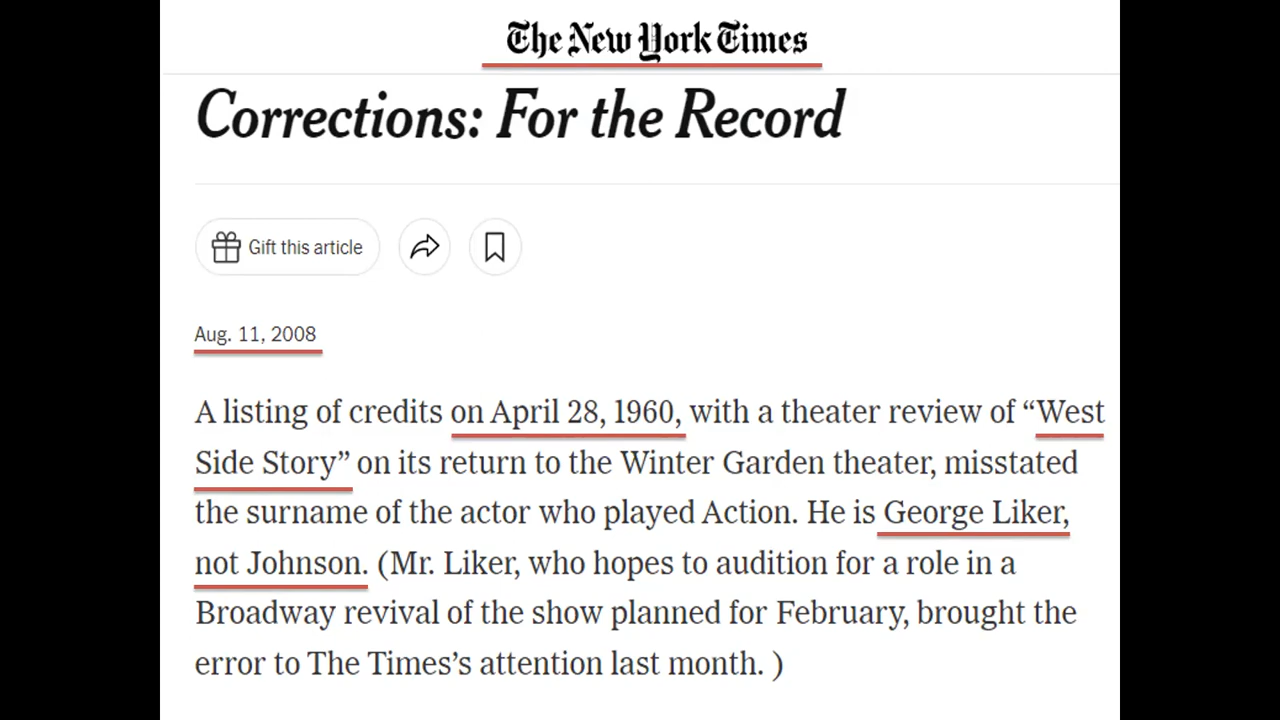 The New York Times
Corrections: For the Record
Gift this article
Aug. 11, 2008
A listing of credits on April 28, 1960, with a theater review of “West
Side Story” on its return to the Winter Garden theater, misstated
the surname of the actor who played Action. He is George Liker,
not Johnson. (Mr. Liker, who hopes to audition for a role in a
Broadway revival of the show planned for February, brought the
error to The Times’s attention last month. )